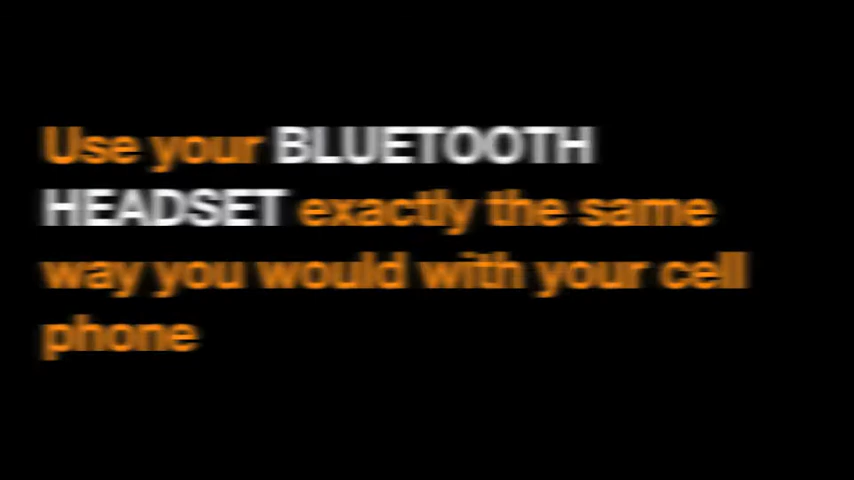 Use your BLUETOOTH
HEADSET exactly the same
way you would with your cell
phone